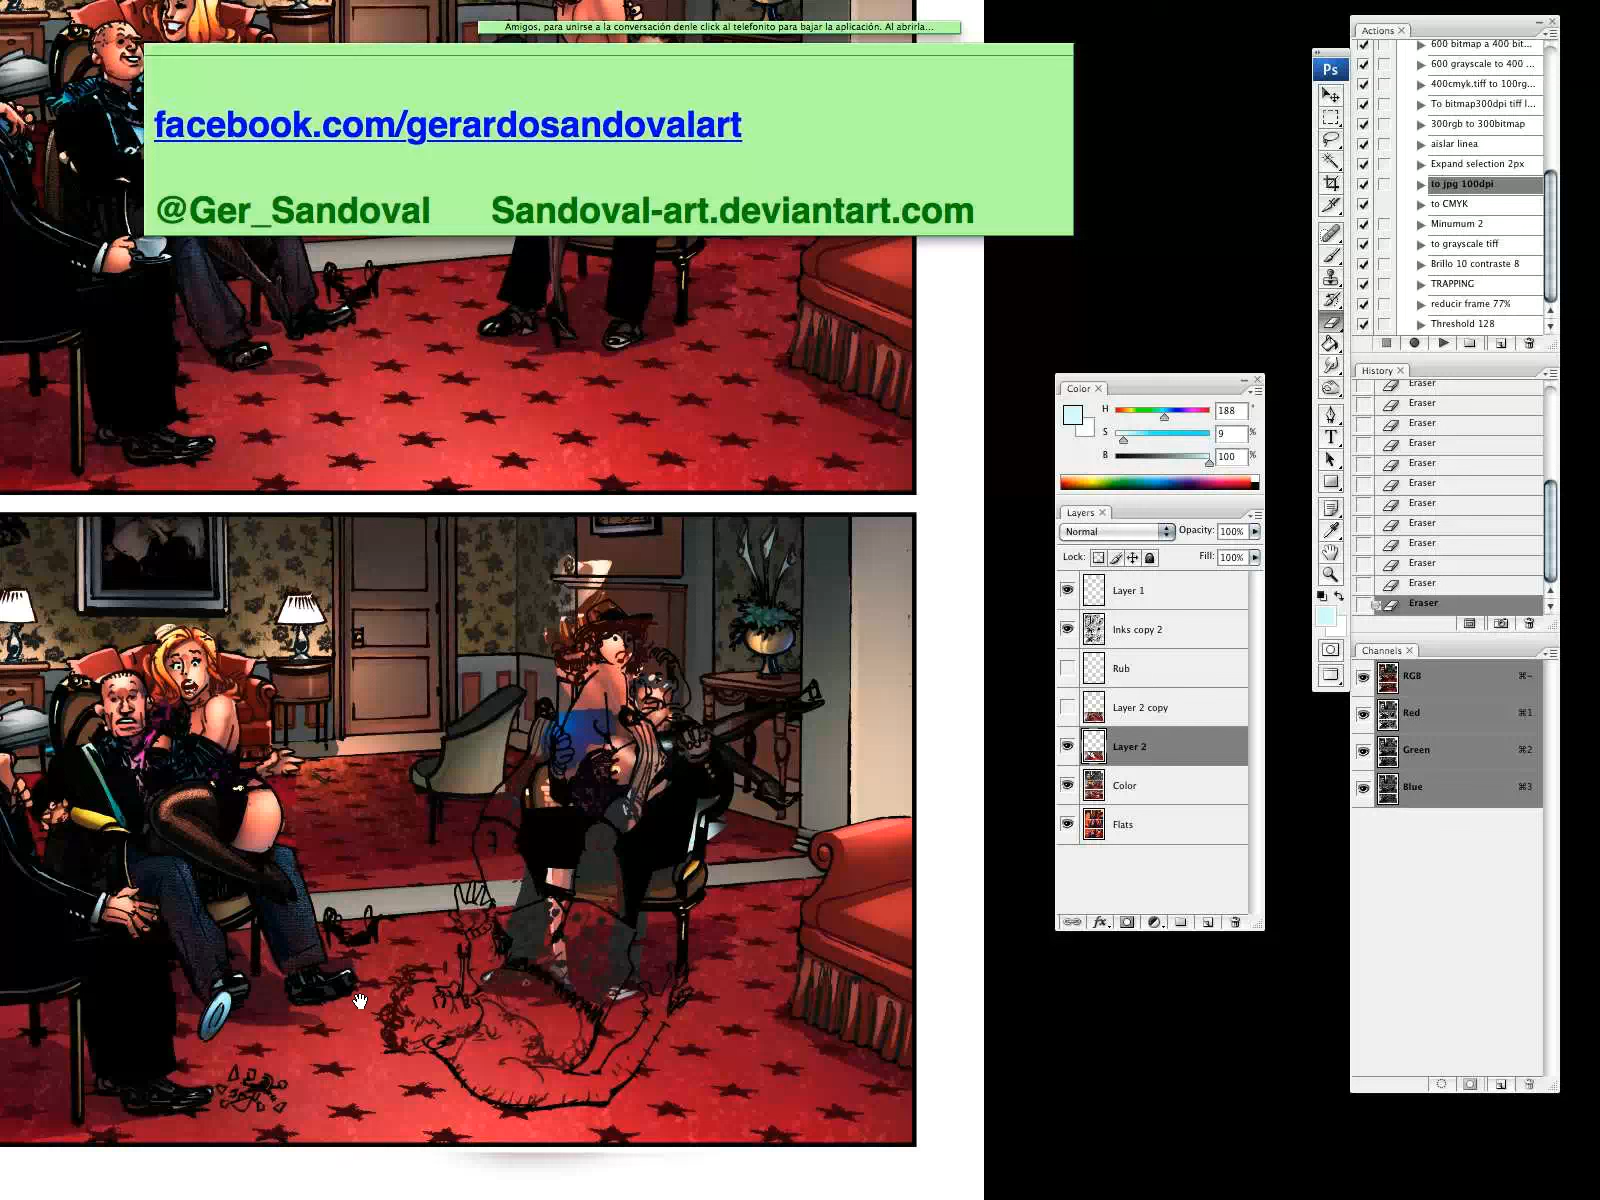 Amigos, para unirse a la conversación denle click al telefonito para bajar la aplicación. Al abrirla...
facebook.com/gerardosandovalart
@Ger_Sandoval Sandoval-art.deviantart.com
Ps
Actions
600 bitmap a 400 bit...
600 grayscale to 400 ...
400cmyk.tiff to 100rg...
To bitmap300dpi tiff l...
300rgb to 300bitmap
aislar linea
Expand selection 2px
to jpg 100dpi
to CMYK
Minumum 2
to grayscale tiff
Brillo 10 contraste 8
TRAPPING
reducir frame 77%
Threshold 128
History
Eraser
Eraser
Eraser
Eraser
Eraser
Eraser
Eraser
Eraser
Eraser
Eraser
Eraser
Eraser
Color
H 188 °
S 9 %
B 100 %
Layers
Normal Opacity: 100%
Lock: Fill: 100%
Layer 1
Inks copy 2
Rub
Layer 2 copy
Layer 2
Color
Flats
Channels
RGB ⌘~
Red ⌘1
Green ⌘2
Blue ⌘3